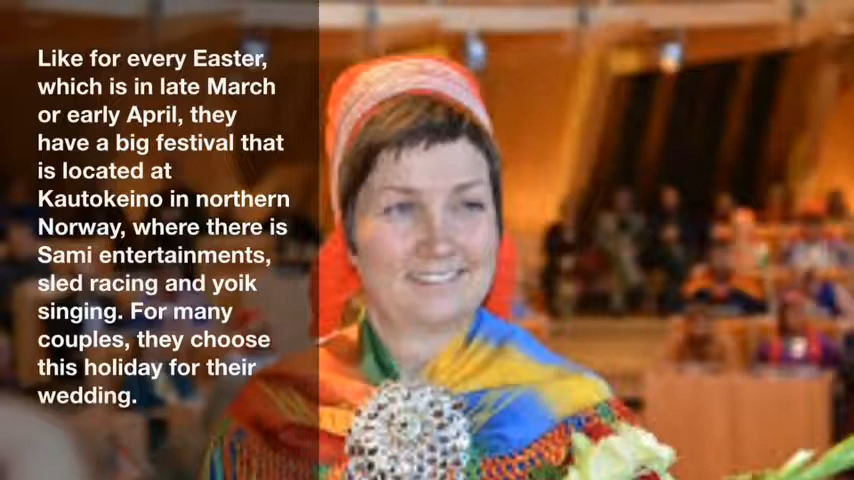 Like for every Easter,
which is in late March
or early April, they
have a big festival that
is located at
Kautokeino in northern
Norway, where there is
Sami entertainments,
sled racing and yoik
singing. For many
couples, they choose
this holiday for their
wedding.